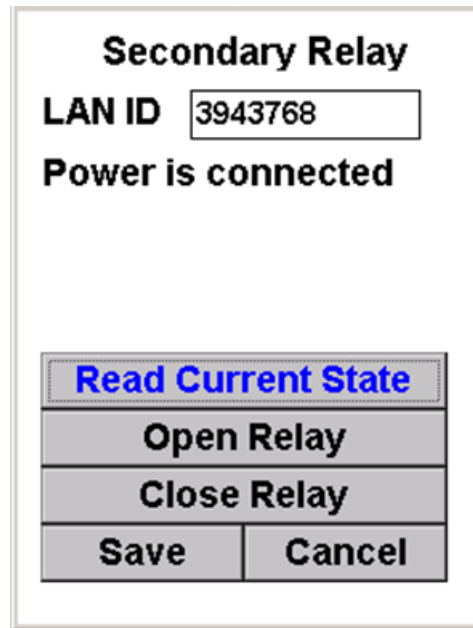 Secondary Relay
LAN ID 3943768
Power is connected
Read Current State
Open Relay
Close Relay
Save Cancel